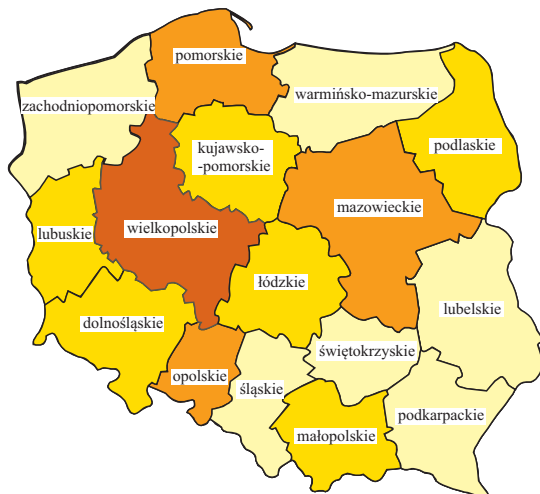 pomorskie
warmińsko-mazurskie
zachodniopomorskie
kujawsko-
-pomorskie
podlaskie
mazowieckie
wielkopolskie
lubuskie
łódzkie
lubelskie
dolnośląskie
świętokrzyskie
opolskie
śląskie
podkarpackie
małopolskie